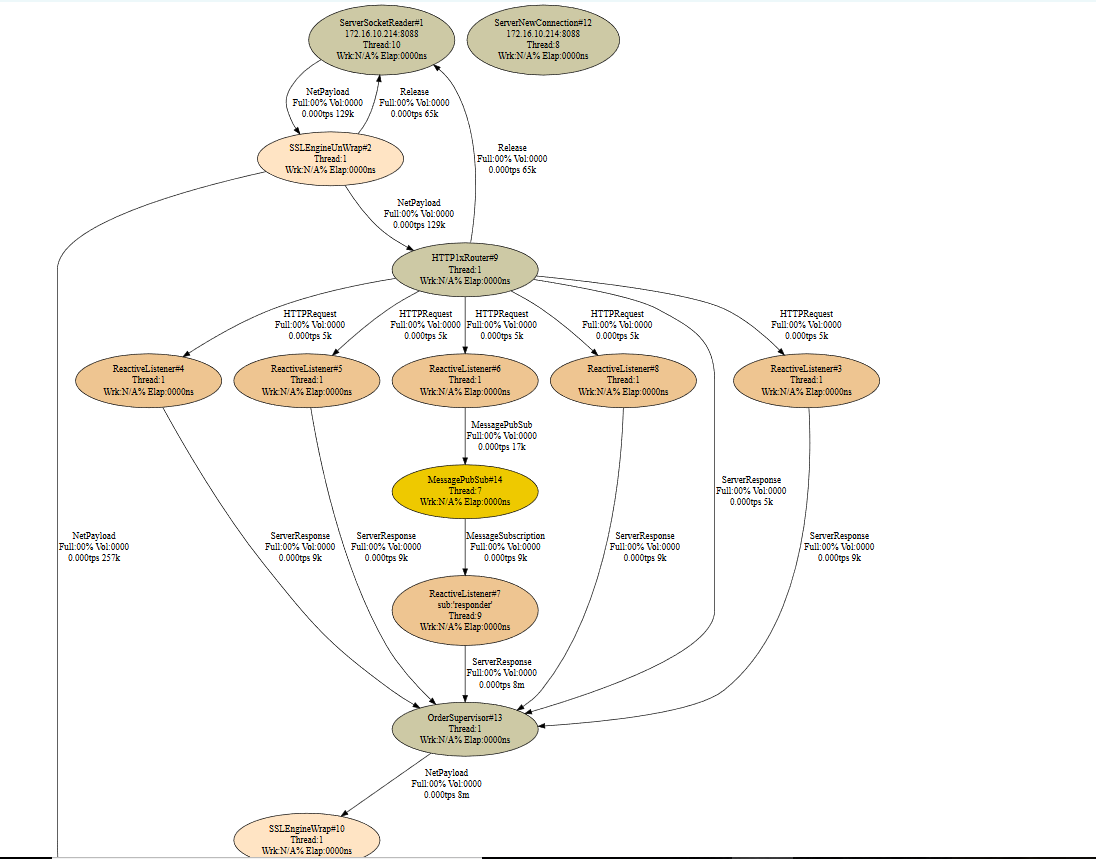 ServerSocketReader#1
172.16.10.214:8088
Thread:10
Wrk:N/A% Elap:0000ns
ServerNewConnection#12
172.16.10.214:8088
Thread:8
Wrk:N/A% Elap:0000ns
NetPayload
Full:00% Vol:0000
0.000tps 129k
Release
Full:00% Vol:0000
0.000tps 65k
SSLEngineUnWrap#2
Thread:1
Wrk:N/A% Elap:0000ns
Release
Full:00% Vol:0000
0.000tps 65k
NetPayload
Full:00% Vol:0000
0.000tps 129k
HTTP1xRouter#9
Thread:1
Wrk:N/A% Elap:0000ns
HTTPRequest
Full:00% Vol:0000
0.000tps 5k
HTTPRequest
Full:00% Vol:0000
0.000tps 5k
HTTPRequest
Full:00% Vol:0000
0.000tps 5k
HTTPRequest
Full:00% Vol:0000
0.000tps 5k
HTTPRequest
Full:00% Vol:0000
0.000tps 5k
ReactiveListener#4
Thread:1
Wrk:N/A% Elap:0000ns
ReactiveListener#5
Thread:1
Wrk:N/A% Elap:0000ns
ReactiveListener#6
Thread:1
Wrk:N/A% Elap:0000ns
ReactiveListener#8
Thread:1
Wrk:N/A% Elap:0000ns
ReactiveListener#3
Thread:1
Wrk:N/A% Elap:0000ns
MessagePubSub
Full:00% Vol:0000
0.000tps 17k
MessagePubSub#14
Thread:7
Wrk:N/A% Elap:0000ns
ServerResponse
Full:00% Vol:0000
0.000tps 5k
NetPayload
Full:00% Vol:0000
0.000tps 257k
ServerResponse
Full:00% Vol:0000
0.000tps 9k
ServerResponse
Full:00% Vol:0000
0.000tps 9k
MessageSubscription
Full:00% Vol:0000
0.000tps 9k
ServerResponse
Full:00% Vol:0000
0.000tps 9k
ServerResponse
Full:00% Vol:0000
0.000tps 9k
ReactiveListener#7
sub:'responder'
Thread:9
Wrk:N/A% Elap:0000ns
ServerResponse
Full:00% Vol:0000
0.000tps 8m
OrderSupervisor#13
Thread:1
Wrk:N/A% Elap:0000ns
NetPayload
Full:00% Vol:0000
0.000tps 8m
SSLEngineWrap#10
Thread:1
Wrk:N/A% Elap:0000ns